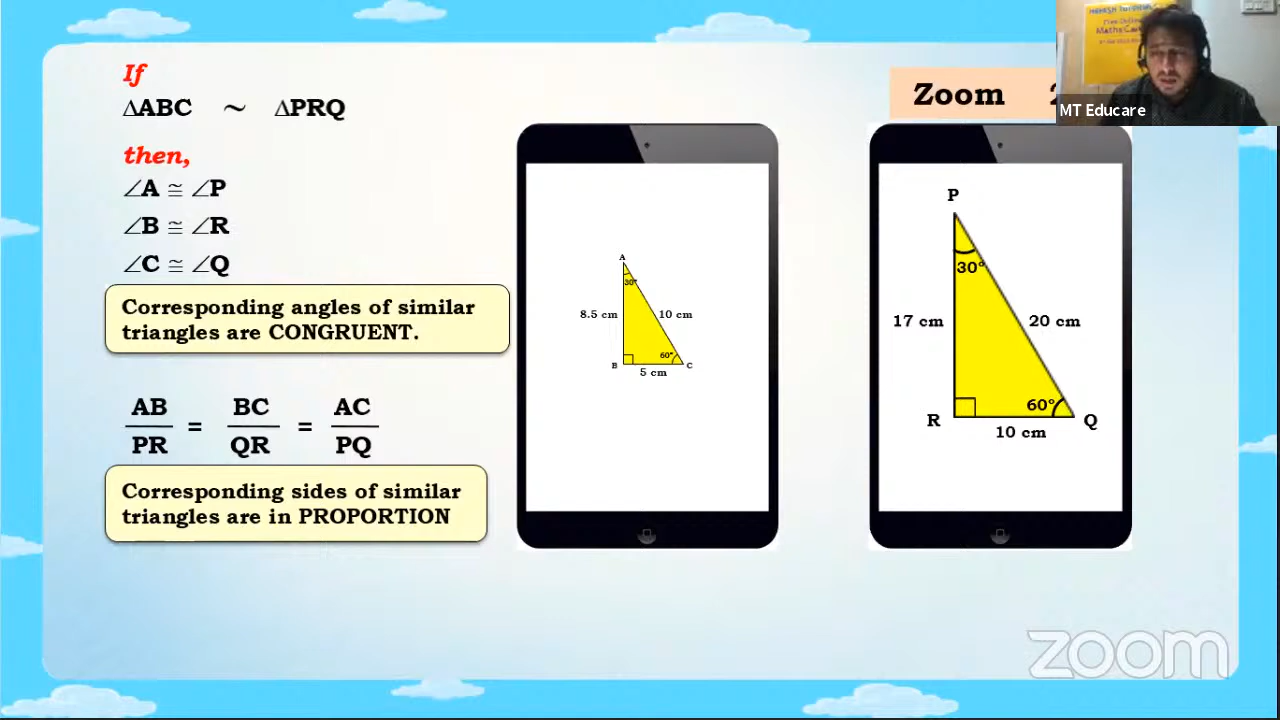 If
∆ABC ~ ∆PRQ
then,
∠A ≅ ∠P
∠B ≅ ∠R
∠C ≅ ∠Q
Corresponding angles of similar
triangles are CONGRUENT.
AB BC AC
= =
PR QR PQ
Corresponding sides of similar
triangles are in PROPORTION
A
30°
8.5 cm 10 cm
60°
B C
5 cm
Zoom
P
30°
17 cm 20 cm
60°
R Q
10 cm
MT Educare
zoom